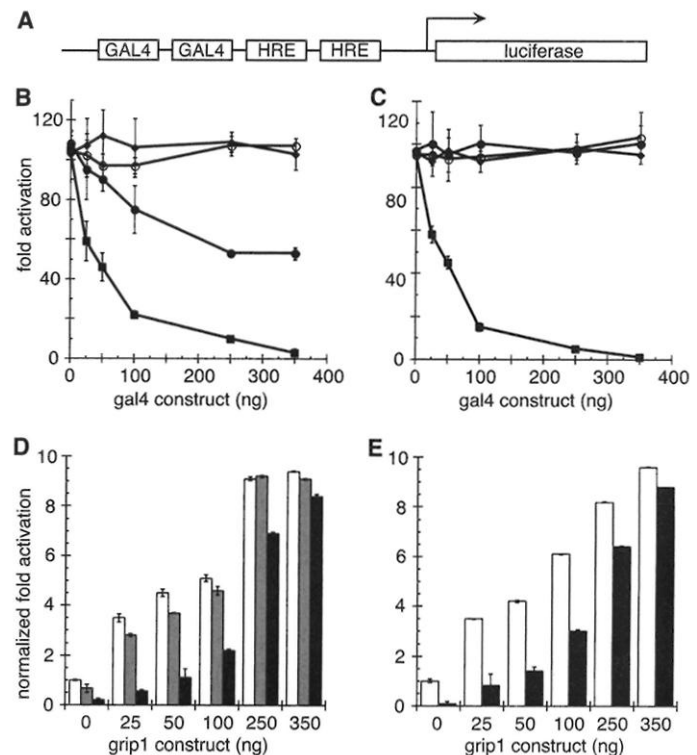 A
GAL4 GAL4 HRE HRE luciferase
B
fold activation
120
80
40
0
0 100 200 300 400
gal4 construct (ng)
C
120
80
40
0
0 100 200 300 400
gal4 construct (ng)
D
normalized fold activation
10
8
6
4
2
0
0 25 50 100 250 350
grip1 construct (ng)
E
10
8
6
4
2
0
0 25 50 100 250 350
grip1 construct (ng)